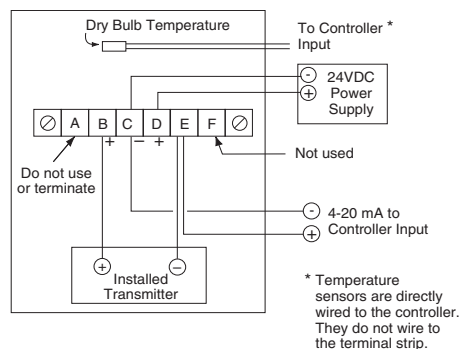 Dry Bulb Temperature
To Controller *
Input
-
24VDC
+
Power
Supply
A B C D E F
+ - +
Do not use
or terminate
Not used
-
4-20 mA to
+
Controller Input
+ -
Installed
Transmitter
* Temperature
sensors are directly
wired to the controller.
They do not wire to
the terminal strip.